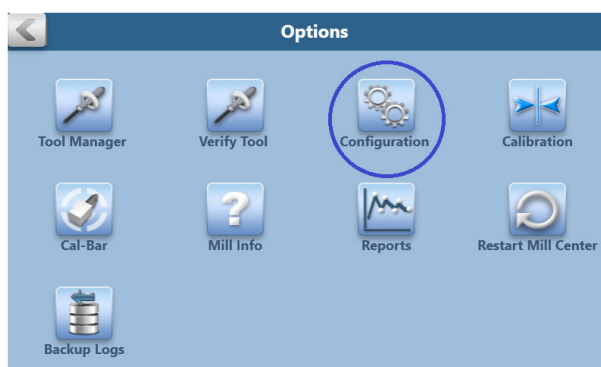 Options
Tool Manager
Verify Tool
Configuration
Calibration
Cal-Bar
Mill Info
Reports
Restart Mill Center
Backup Logs